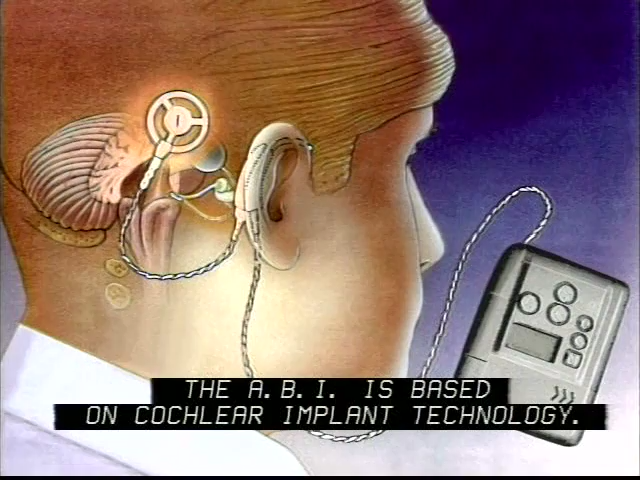 THE A.B.I. IS BASED
ON COCHLEAR IMPLANT TECHNOLOGY.